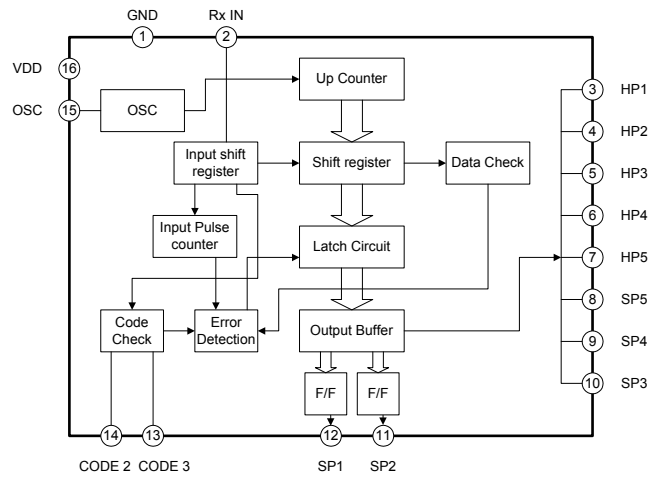 GND Rx IN
1 2
VDD 16
OSC 15 OSC
Up Counter
3 HP1
4 HP2
Input shift register
Shift register
Data Check
5 HP3
6 HP4
Input Pulse counter
Latch Circuit
7 HP5
8 SP5
Code Check
Error Detection
Output Buffer
9 SP4
F/F F/F
10 SP3
14 13 12 11
CODE 2 CODE 3 SP1 SP2